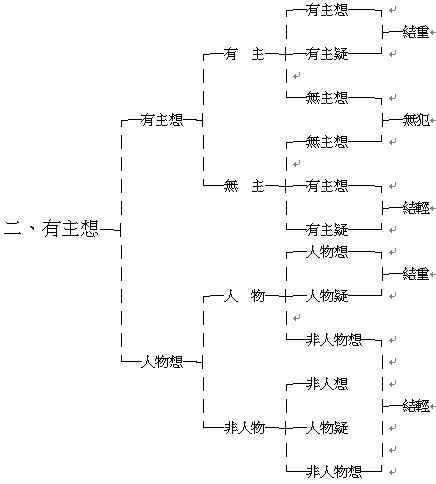 有主想
結重
有　主
有主疑
無主想
有主想
無犯
無主想
無　主
有主想
結輕
有主疑
二、有主想
人物想
結重
人　物
人物疑
非人物想
人物想
非人想
結輕
非人物
人物疑
非人物想